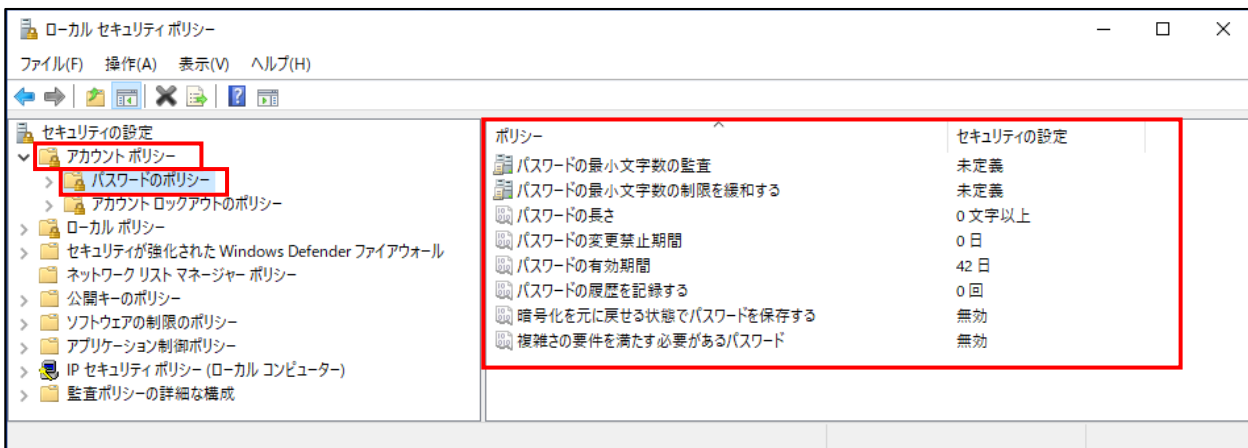 ローカル セキュリティ ポリシー
ファイル(F) 操作(A) 表示(V) ヘルプ(H)
セキュリティの設定
アカウント ポリシー
パスワードのポリシー
アカウント ロックアウトのポリシー
ローカル ポリシー
セキュリティが強化された Windows Defender ファイアウォール
ネットワーク リスト マネージャー ポリシー
公開キーのポリシー
ソフトウェアの制限のポリシー
アプリケーション制御ポリシー
IP セキュリティ ポリシー (ローカル コンピューター)
監査ポリシーの詳細な構成
ポリシー セキュリティの設定
パスワードの最小文字数の監査 未定義
パスワードの最小文字数の制限を緩和する 未定義
パスワードの長さ 0 文字以上
パスワードの変更禁止期間 0 日
パスワードの有効期間 42 日
パスワードの履歴を記録する 0 回
暗号化を元に戻せる状態でパスワードを保存する 無効
複雑さの要件を満たす必要があるパスワード 無効